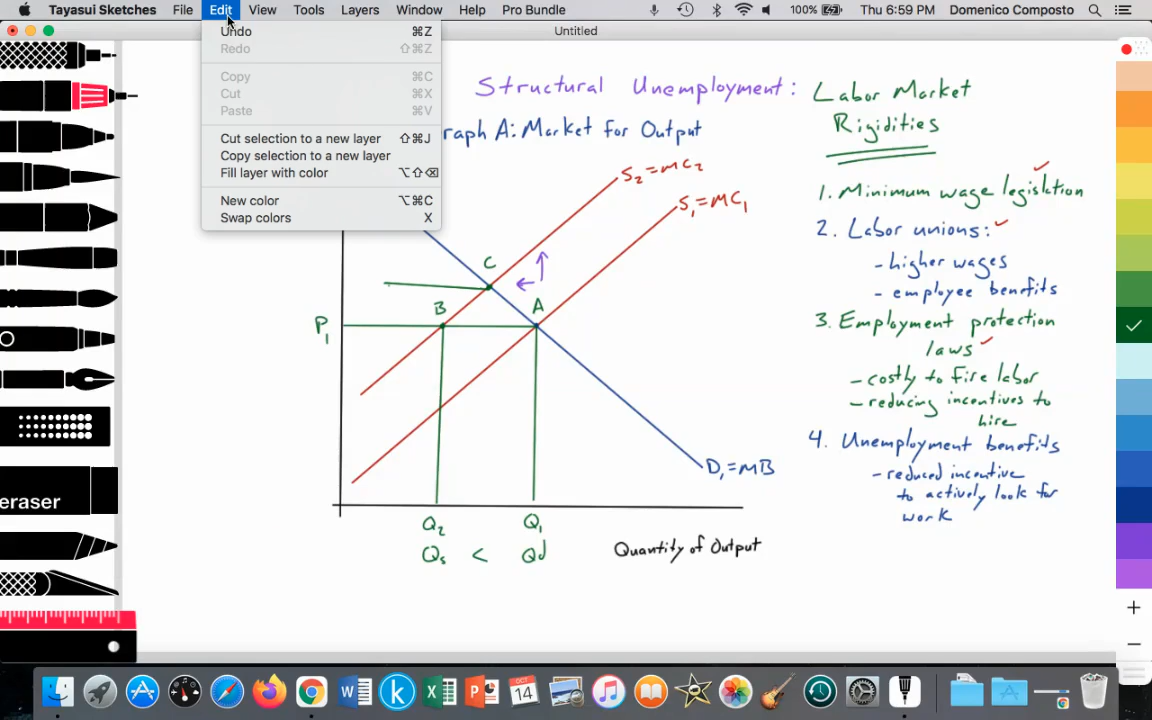 Tayasui Sketches File Edit View Tools Layers Window Help Pro Bundle 100% Thu 6:59 PM Domenico Composto
Untitled
Undo ⌘Z
Redo ⇧⌘Z
Copy ⌘C
Cut ⌘X
Paste ⌘V
Cut selection to a new layer ⇧⌘J
Copy selection to a new layer
Fill layer with color ⌥⇧⌫
New color ⌥⌘C
Swap colors X
Structural Unemployment:
raph A: Market for Output
S₂=MC₂
S₁=MC₁
C
B
A
P₁
D₁=MB
Q₂ Q₁
Qs < Qd
Quantity of Output
Labor Market
Rigidities
1. Minimum wage legislation
2. Labor unions:
- higher wages
- employee benefits
3. Employment protection
laws
- costly to fire labor
- reducing incentives to
hire
4. Unemployment benefits
- reduced incentive
to actively look for
work
eraser
OCT
14